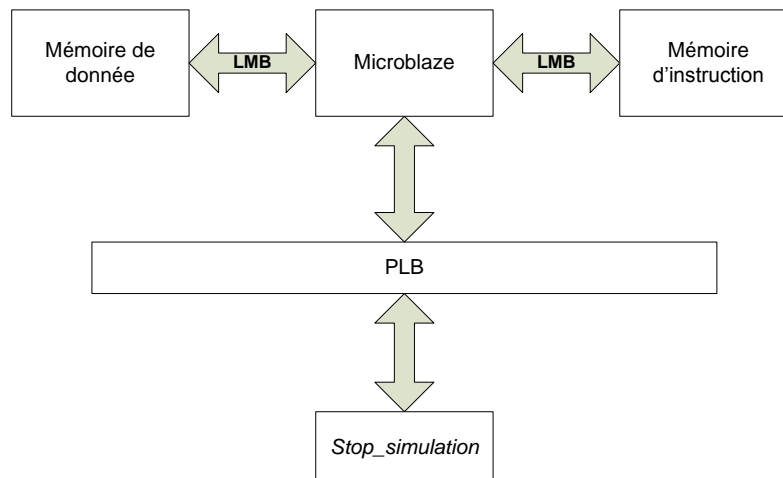 Mémoire de
donnée
LMB
Microblaze
LMB
Mémoire
d'instruction
PLB
Stop_simulation